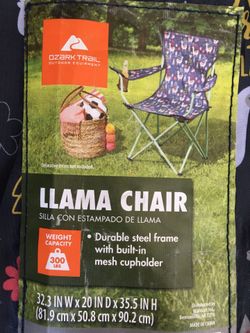 OZARK TRAIL
OUTDOOR EQUIPMENT
LLAMA CHAIR
SILLA CON ESTAMPADO DE LLAMA
WEIGHT
CAPACITY
300
LBS
• Durable steel frame
with built-in
mesh cupholder
32.3 IN W x 20 IN D x 35.5 IN H
(81.9 cm x 50.8 cm x 90.2 cm)
MADE IN CHINA